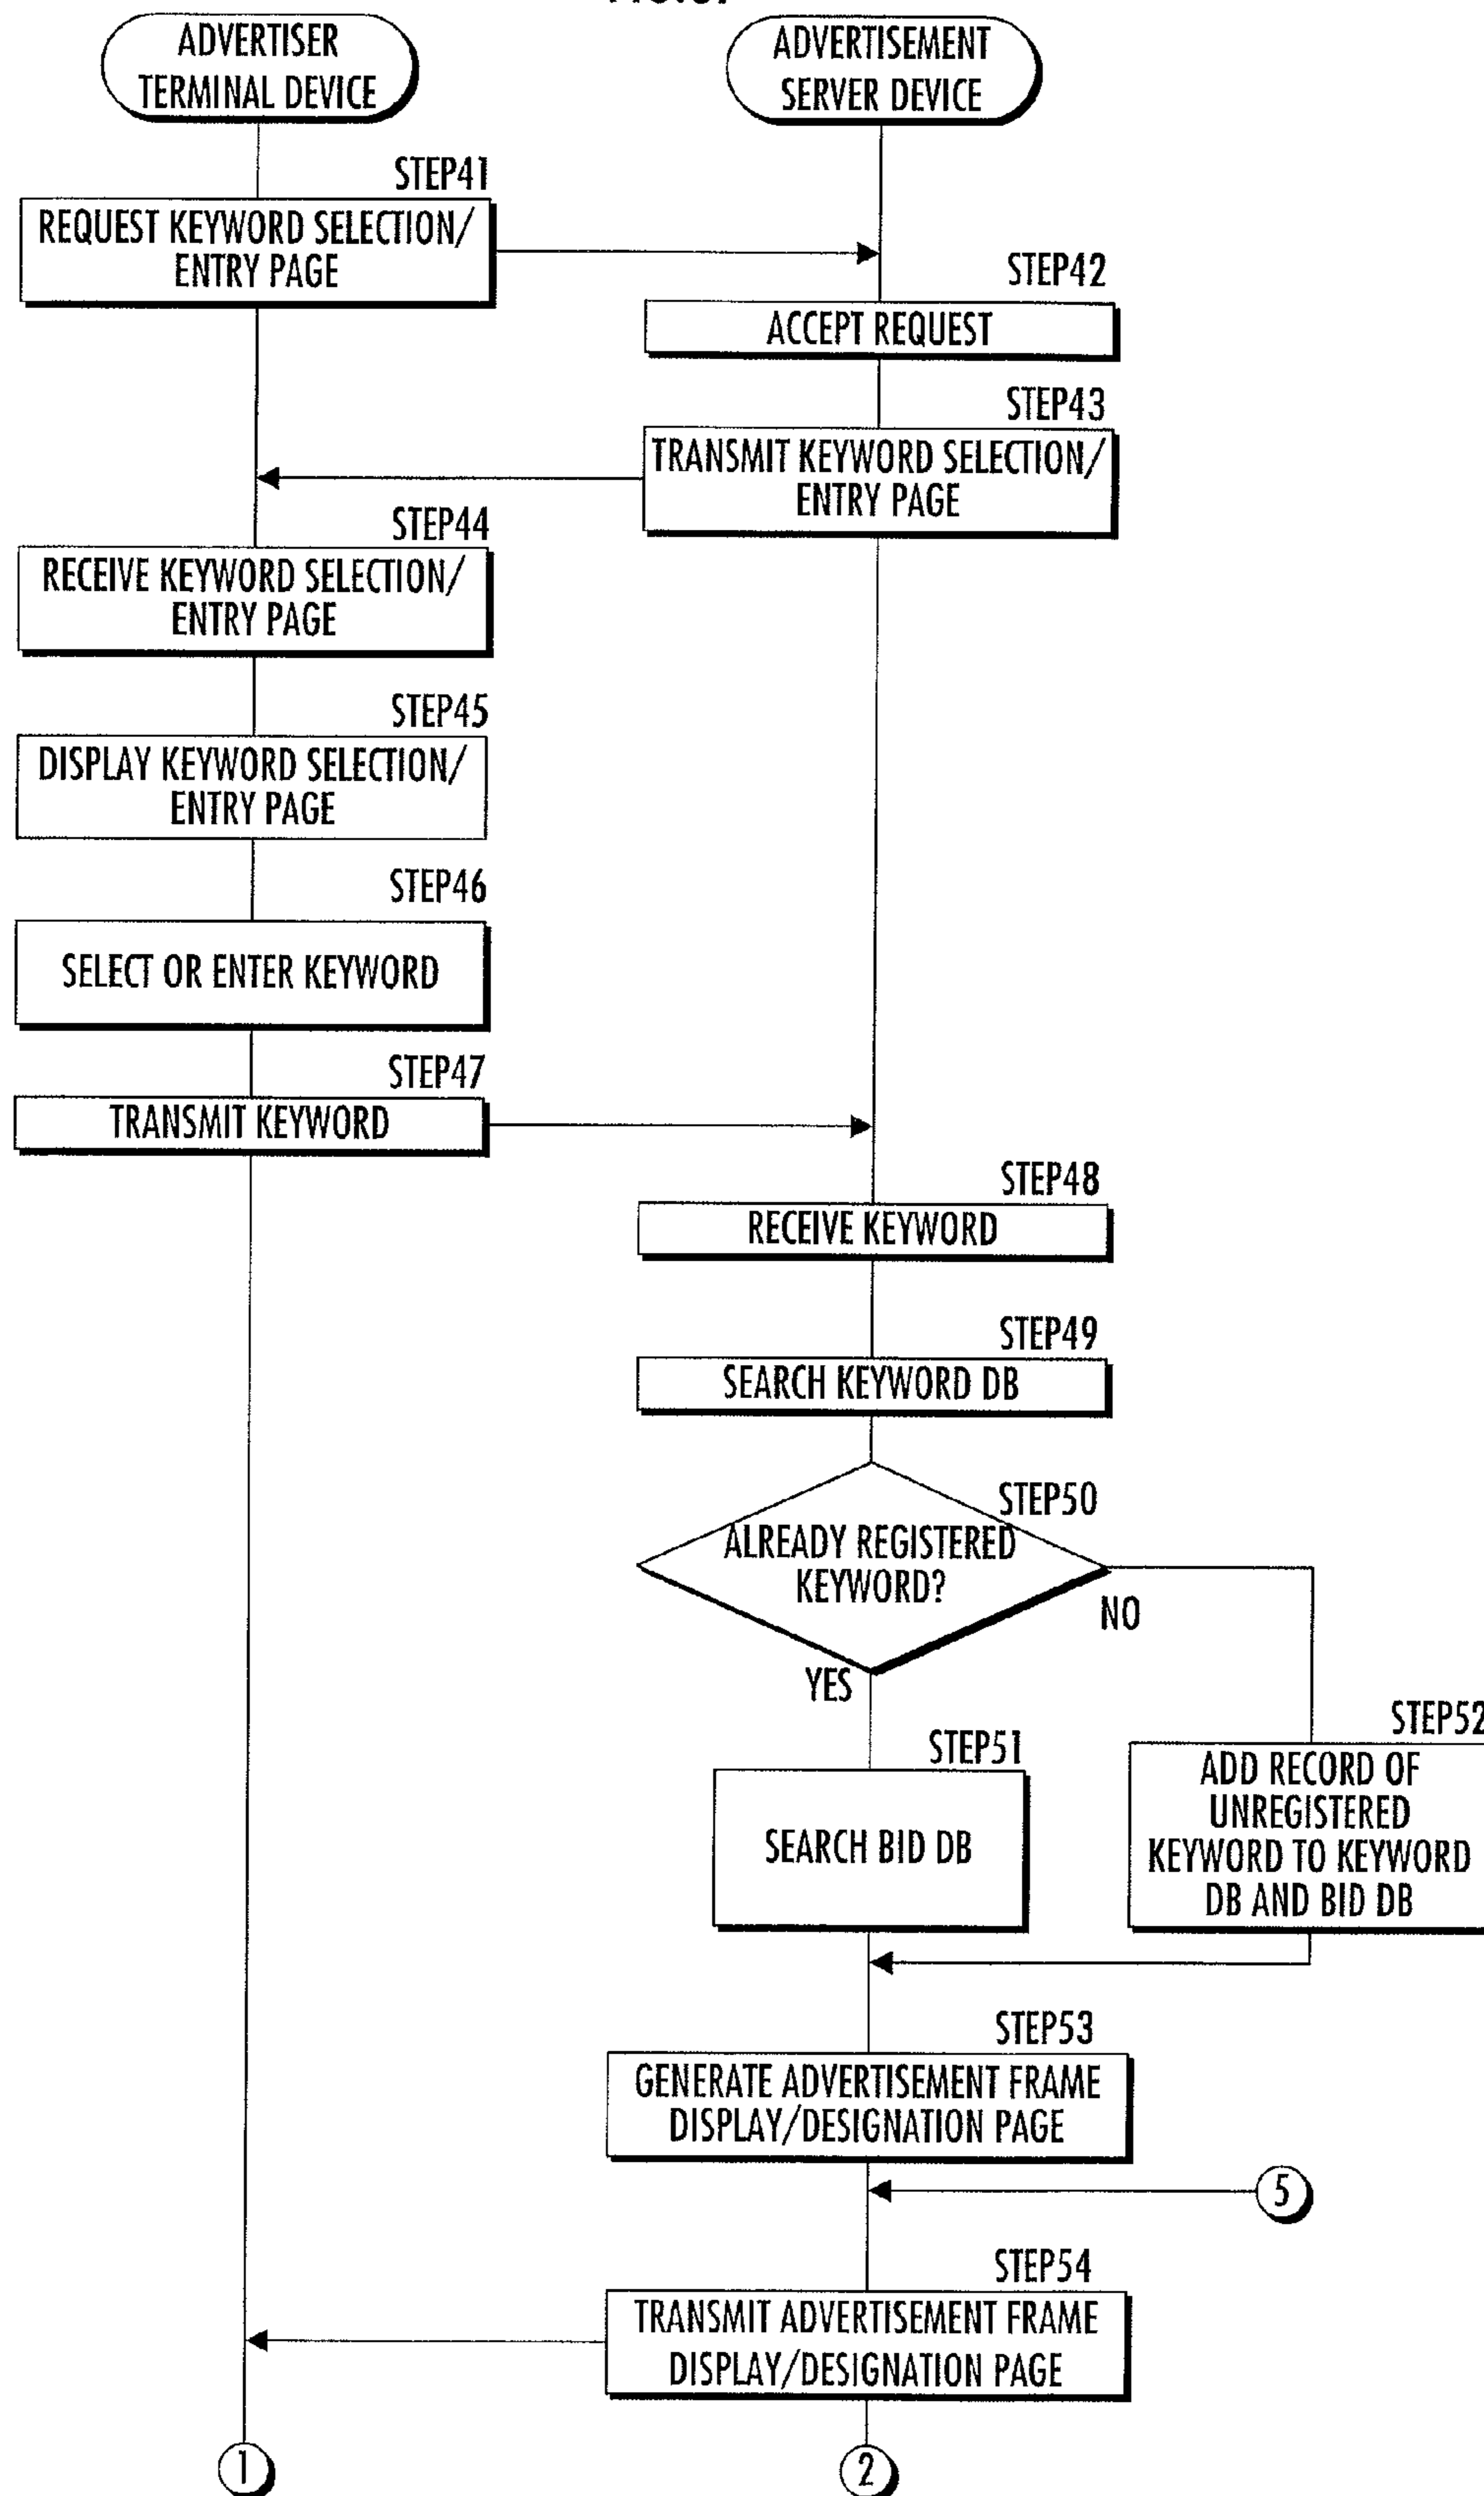 ADVERTISER
TERMINAL DEVICE
ADVERTISEMENT
SERVER DEVICE
STEP41
REQUEST KEYWORD SELECTION/
ENTRY PAGE
STEP42
ACCEPT REQUEST
STEP43
TRANSMIT KEYWORD SELECTION/
ENTRY PAGE
STEP44
RECEIVE KEYWORD SELECTION/
ENTRY PAGE
STEP45
DISPLAY KEYWORD SELECTION/
ENTRY PAGE
STEP46
SELECT OR ENTER KEYWORD
STEP47
TRANSMIT KEYWORD
STEP48
RECEIVE KEYWORD
STEP49
SEARCH KEYWORD DB
STEP50
ALREADY REGISTERED
KEYWORD?
NO
YES
STEP51
SEARCH BID DB
STEP52
ADD RECORD OF
UNREGISTERED
KEYWORD TO KEYWORD
DB AND BID DB
STEP53
GENERATE ADVERTISEMENT FRAME
DISPLAY/DESIGNATION PAGE
5
STEP54
TRANSMIT ADVERTISEMENT FRAME
DISPLAY/DESIGNATION PAGE
1
2